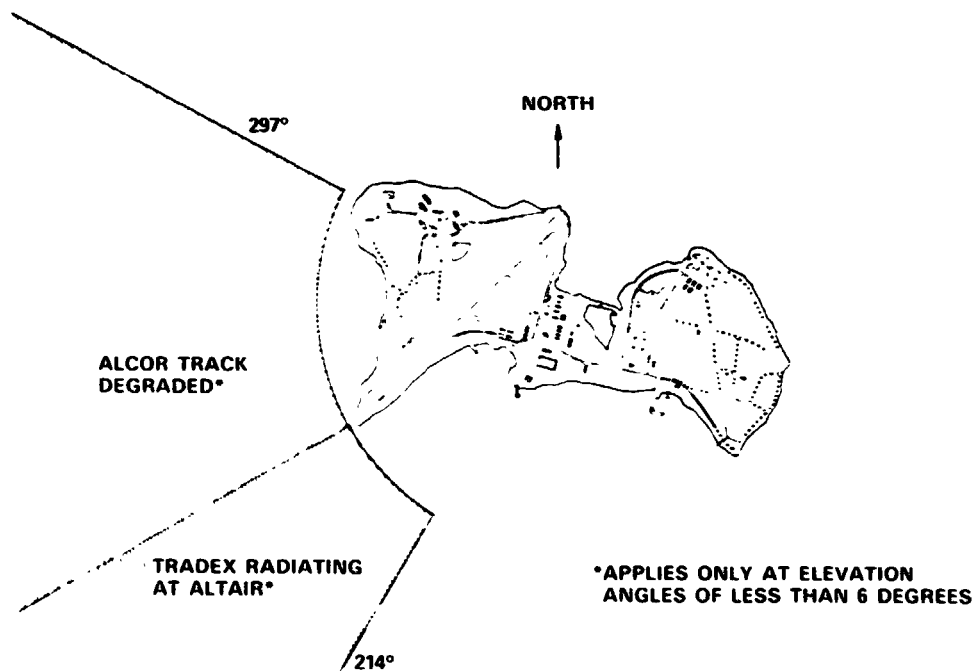 NORTH
297°
ALCOR TRACK
DEGRADED*
TRADEX RADIATING
AT ALTAIR*
*APPLIES ONLY AT ELEVATION
ANGLES OF LESS THAN 6 DEGREES
214°